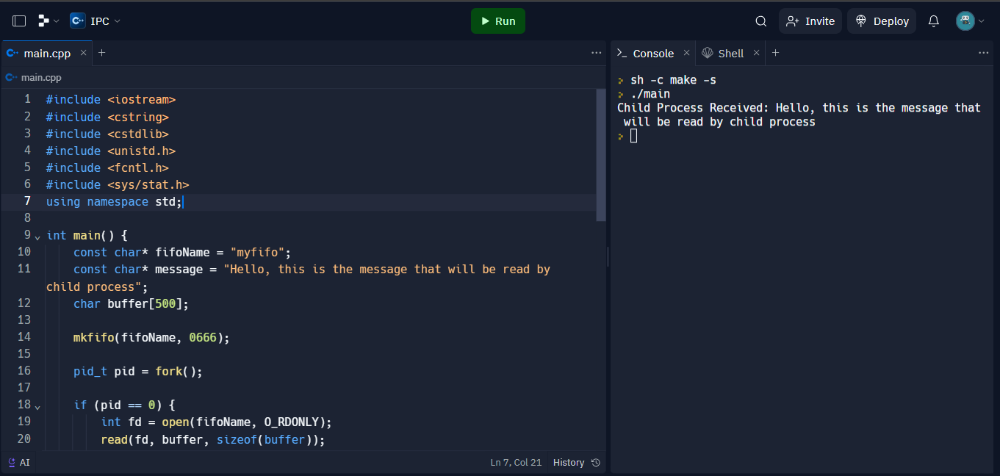 IPC
Run
Invite
Deploy
main.cpp
main.cpp
1 #include <iostream>
2 #include <cstring>
3 #include <cstdlib>
4 #include <unistd.h>
5 #include <fcntl.h>
6 #include <sys/stat.h>
7 using namespace std;
8
9 int main() {
10 const char* fifoName = "myfifo";
11 const char* message = "Hello, this is the message that will be read by
child process";
12 char buffer[500];
13
14 mkfifo(fifoName, 0666);
15
16 pid_t pid = fork();
17
18 if (pid == 0) {
19 int fd = open(fifoName, O_RDONLY);
20 read(fd, buffer, sizeof(buffer));
AI
Ln 7, Col 21 History
Console
Shell
sh -c make -s
./main
Child Process Received: Hello, this is the message that
will be read by child process